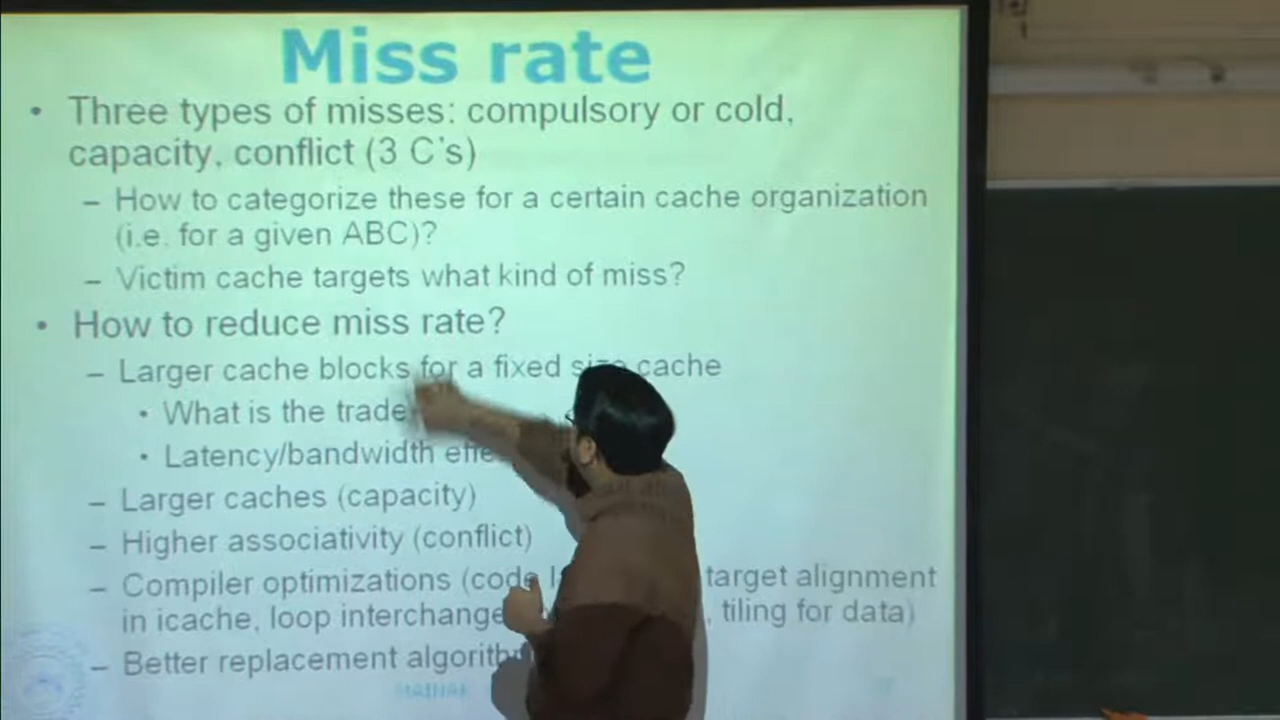 Miss rate
• Three types of misses: compulsory or cold,
capacity, conflict (3 C's)
– How to categorize these for a certain cache organization
(i.e. for a given ABC)?
– Victim cache targets what kind of miss?
• How to reduce miss rate?
– Larger cache blocks for a fixed size cache
• What is the trade
• Latency/bandwidth
– Larger caches (capacity)
– Higher associativity (conflict)
– Compiler optimizations (code target alignment
in icache, loop interchange , tiling for data)
– Better replacement